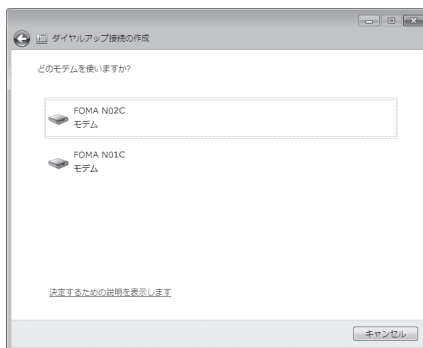 ダイヤルアップ接続の作成
どのモデムを使いますか?
FOMA N02C
モデム
FOMA N01C
モデム
決定するための説明を表示します
キャンセル